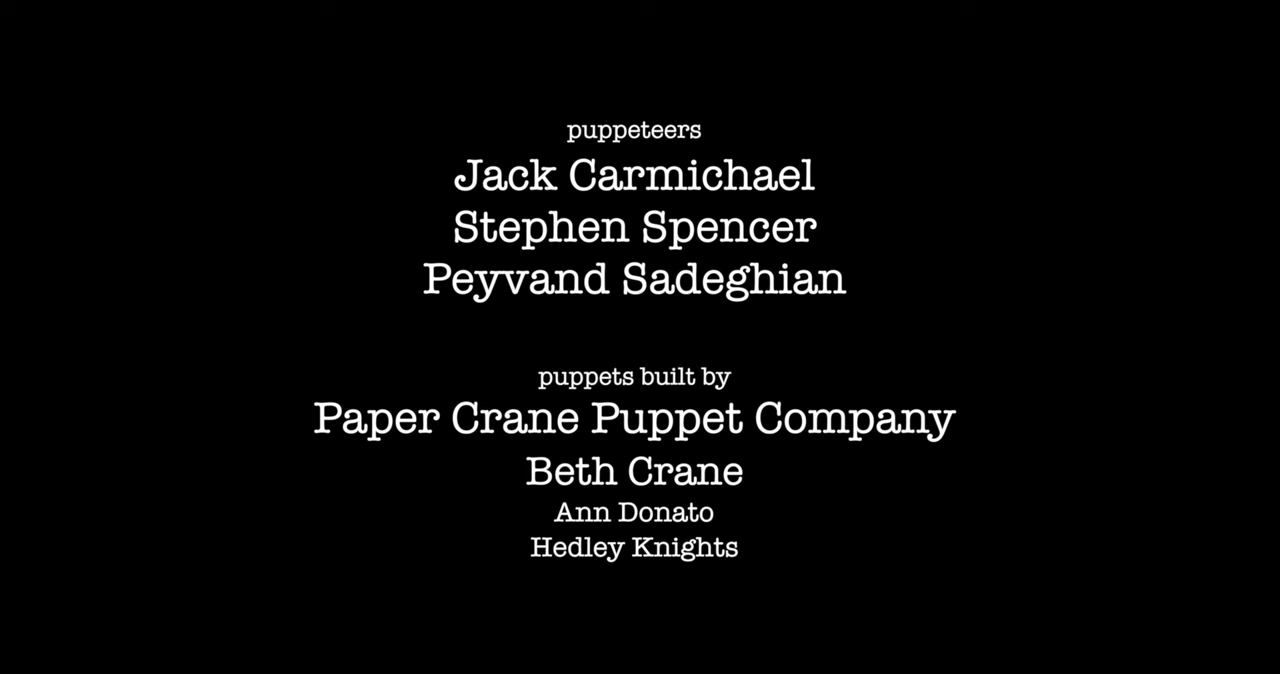 puppeteers
Jack Carmichael
Stephen Spencer
Peyvand Sadeghian
puppets built by
Paper Crane Puppet Company
Beth Crane
Ann Donato
Hedley Knights